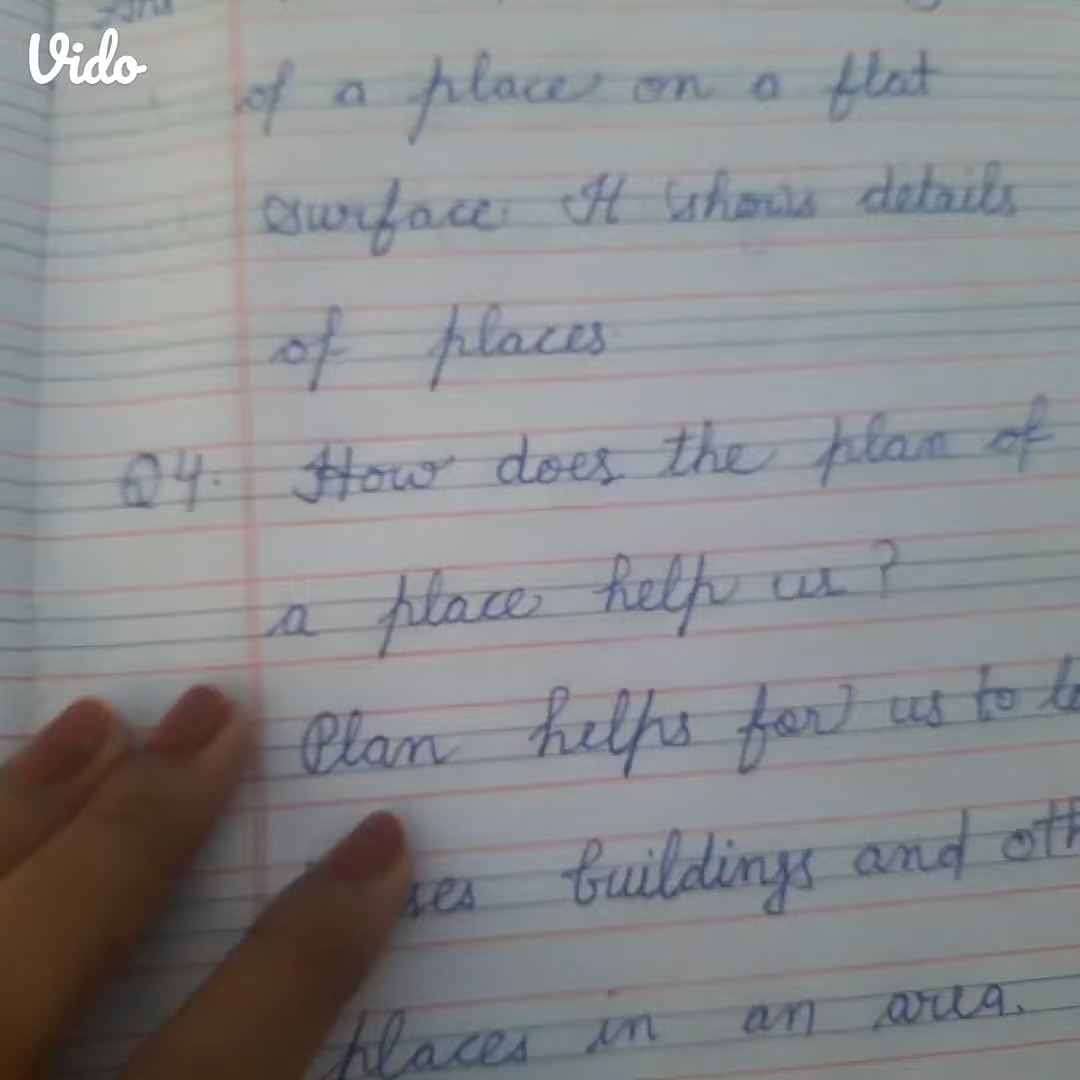 Vido
of a place on a flat
surface. It shows details
of places.
Q4. How does the plan of
a place help us?
Plan helps for us to
buildings and
places in an area.